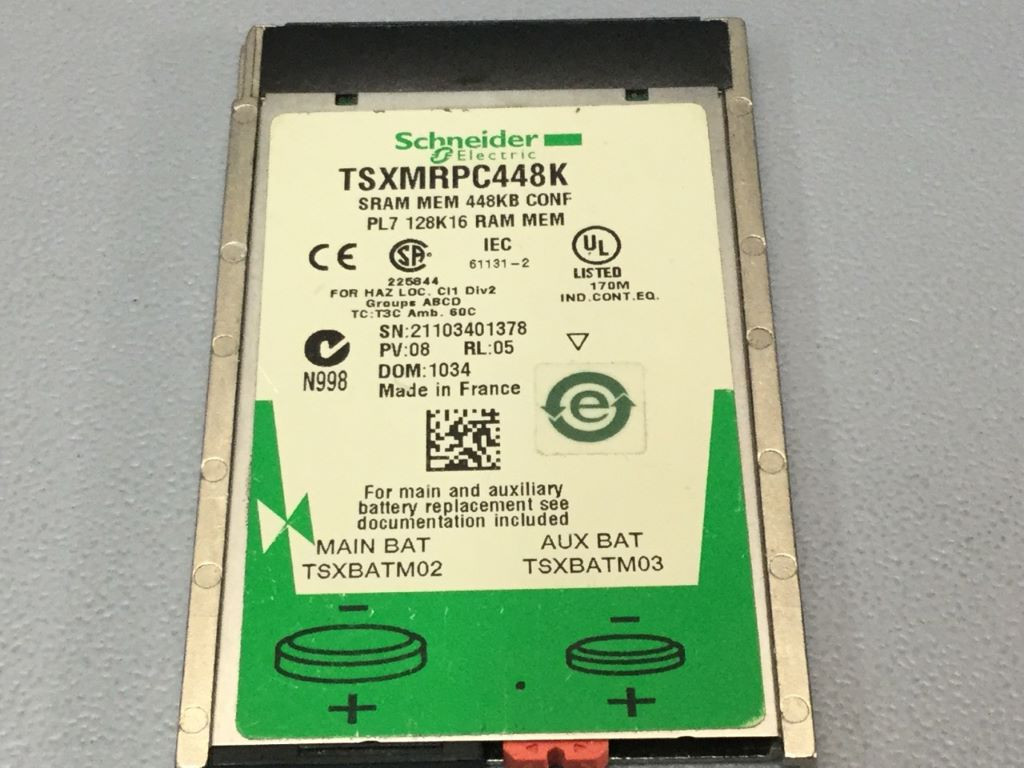 Schneider
Electric
TSXMRPC448K
SRAM MEM 448KB CONF
PL7 128K16 RAM MEM
CE SA IEC
61131-2
UL
LISTED
170M
IND.CONT.EQ.
225844
FOR HAZ LOC. Cl1 Div2
Groups ABCD
TC:T3C Amb. 60C
N998
SN:21103401378
PV:08 RL:05
DOM:1034
Made in France
e
For main and auxiliary
battery replacement see
documentation included
MAIN BAT
TSXBATM02
AUX BAT
TSXBATM03
− −
+ +